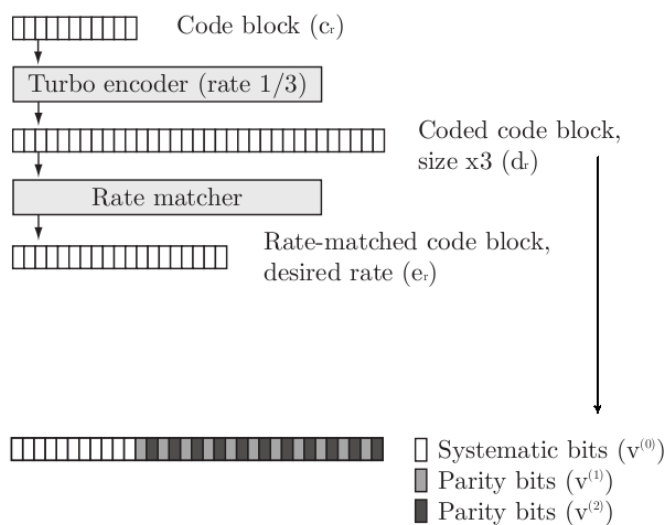 Code block (cᵣ)
Turbo encoder (rate 1/3)
Coded code block,
size x3 (dᵣ)
Rate matcher
Rate-matched code block,
desired rate (eᵣ)
Systematic bits (v⁽⁰⁾)
Parity bits (v⁽¹⁾)
Parity bits (v⁽²⁾)